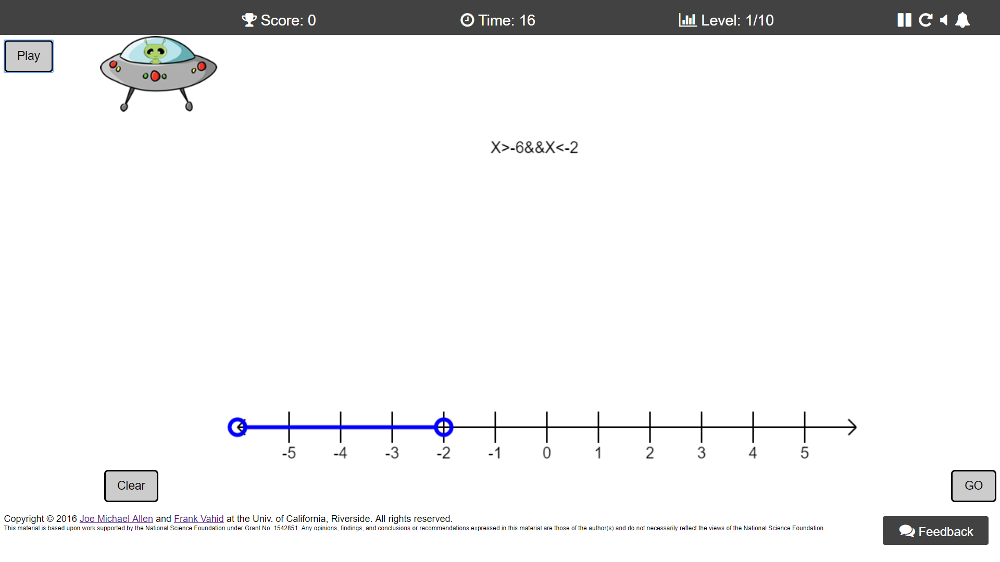 Score: 0
Time: 16
Level: 1/10
Play
X>-6&&X<-2
-5 -4 -3 -2 -1 0 1 2 3 4 5
Clear
GO
Copyright © 2016 Joe Michael Allen and Frank Vahid at the Univ. of California, Riverside. All rights reserved.
This material is based upon work supported by the National Science Foundation under Grant No. 1542851. Any opinions, findings, and conclusions or recommendations expressed in this material are those of the author(s) and do not necessarily reflect the views of the National Science Foundation
Feedback